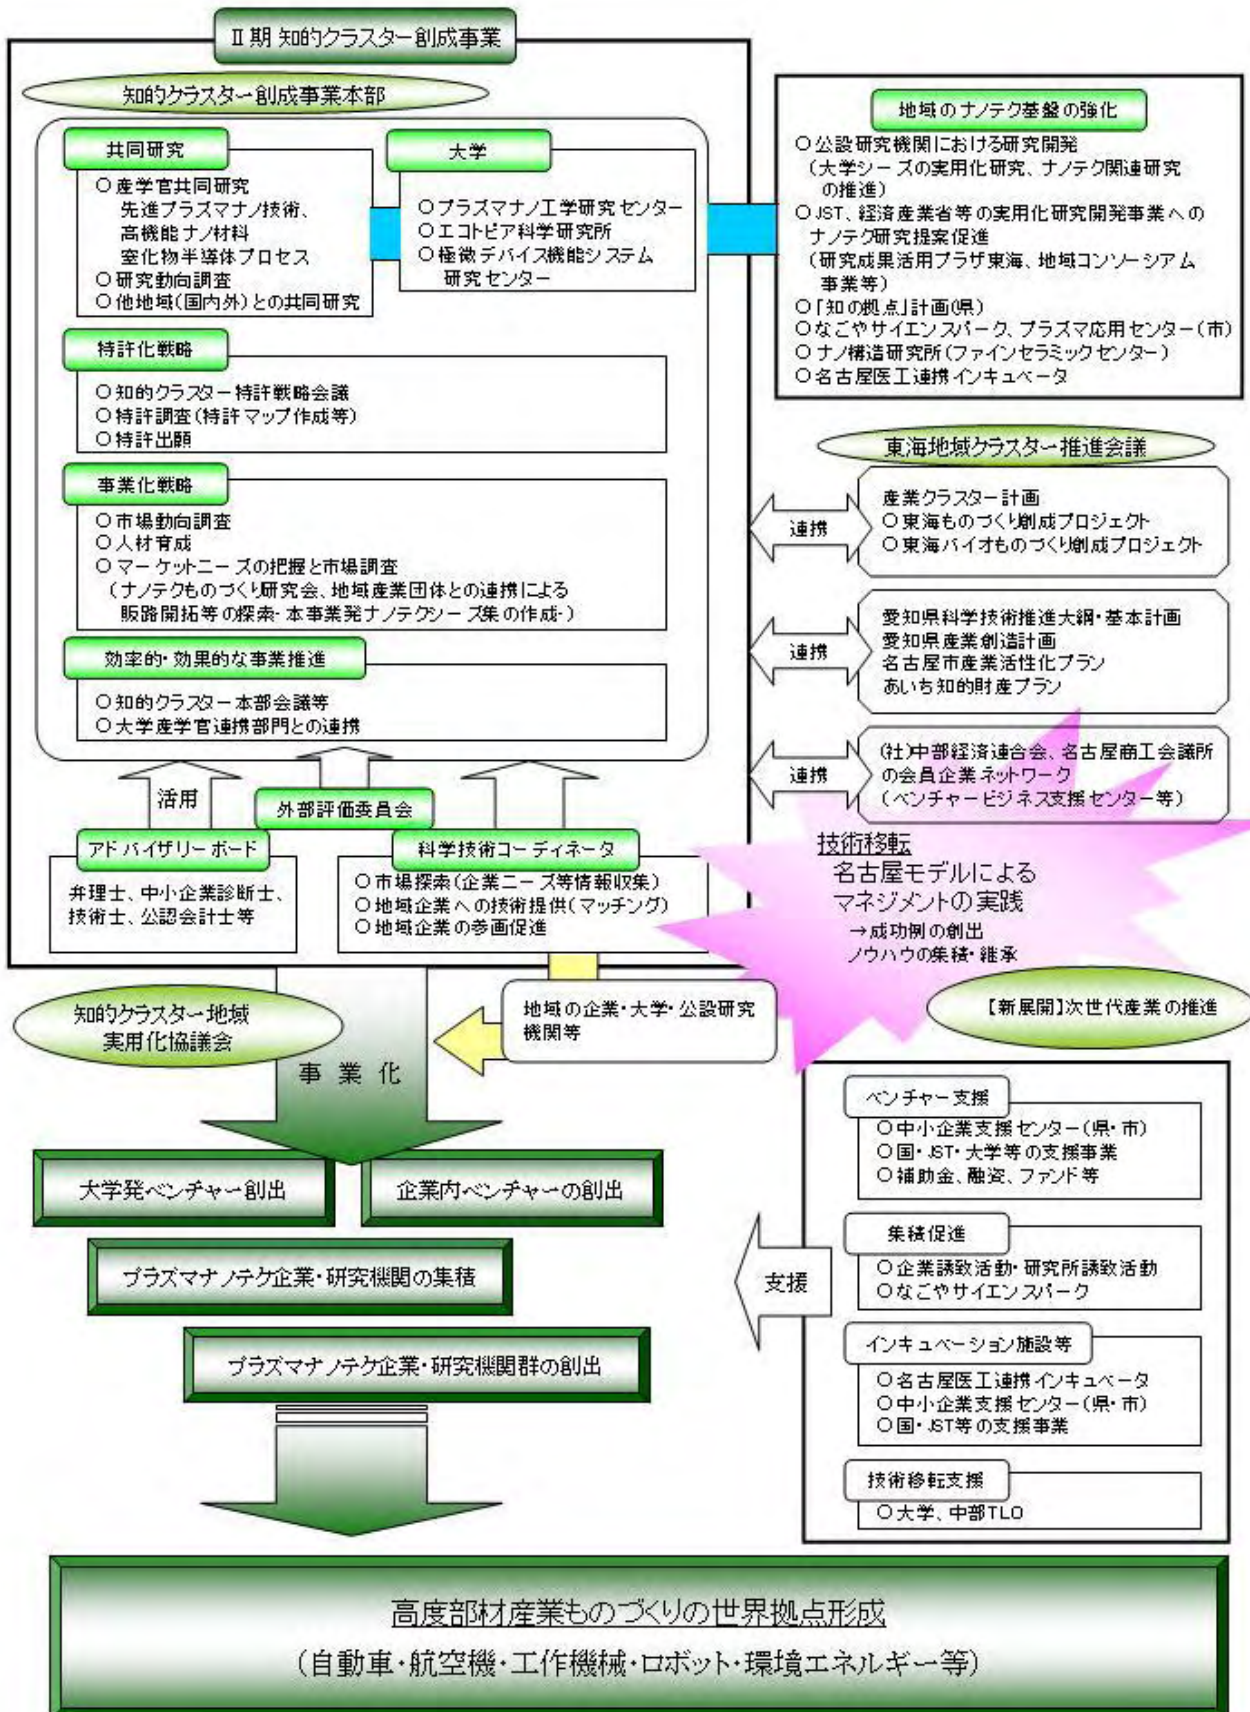 Ⅱ期 知的クラスター創成事業
知的クラスター創成事業本部
共同研究
○産学官共同研究
先進プラズマナノ技術、
高機能ナノ材料
窒化物半導体プロセス
○研究動向調査
○他地域(国内外)との共同研究
大学
○プラズマナノ工学研究センター
○エコトピア科学研究所
○極微デバイス機能システム
研究センター
特許化戦略
○知的クラスター特許戦略会議
○特許調査(特許マップ作成等)
○特許出願
事業化戦略
○市場動向調査
○人材育成
○マーケットニーズの把握と市場調査
(ナノテクものづくり研究会、地域産業団体との連携による
販路開拓等の探索・本事業発ナノテクシーズ集の作成・)
効率的・効果的な事業推進
○知的クラスター本部会議等
○大学産学官連携部門との連携
活用
外部評価委員会
アドバイザリーボード
弁理士、中小企業診断士、
技術士、公認会計士等
科学技術コーディネータ
○市場探索(企業ニーズ等情報収集)
○地域企業への技術提供(マッチング)
○地域企業の参画促進
地域のナノテク基盤の強化
○公設研究機関における研究開発
(大学シーズの実用化研究、ナノテク関連研究
の推進)
○JST、経済産業省等の実用化研究開発事業への
ナノテク研究提案促進
(研究成果活用プラザ東海、地域コンソーシアム
事業等)
○「知の拠点」計画(県)
○なごやサイエンスパーク、プラズマ応用センター(市)
○ナノ構造研究所(ファインセラミックセンター)
○名古屋医工連携インキュベータ
東海地域クラスター推進会議
連携
産業クラスター計画
○東海ものづくり創成プロジェクト
○東海バイオものづくり創成プロジェクト
連携
愛知県科学技術推進大綱・基本計画
愛知県産業創造計画
名古屋市産業活性化プラン
あいち知的財産プラン
連携
(社)中部経済連合会、名古屋商工会議所
の会員企業ネットワーク
(ベンチャービジネス支援センター等)
技術移転
名古屋モデルによる
マネジメントの実践
→成功例の創出
ノウハウの集積・継承
知的クラスター地域
実用化協議会
地域の企業・大学・公設研究
機関等
事業化
【新展開】次世代産業の推進
大学発ベンチャー創出
企業内ベンチャーの創出
プラズマナノテク企業・研究機関の集積
プラズマナノテク企業・研究機関群の創出
支援
ベンチャー支援
○中小企業支援センター(県・市)
○国・JST・大学等の支援事業
○補助金、融資、ファンド等
集積促進
○企業誘致活動・研究所誘致活動
○なごやサイエンスパーク
インキュベーション施設等
○名古屋医工連携インキュベータ
○中小企業支援センター(県・市)
○国・JST等の支援事業
技術移転支援
○大学、中部TLO
高度部材産業ものづくりの世界拠点形成
(自動車・航空機・工作機械・ロボット・環境エネルギー等)